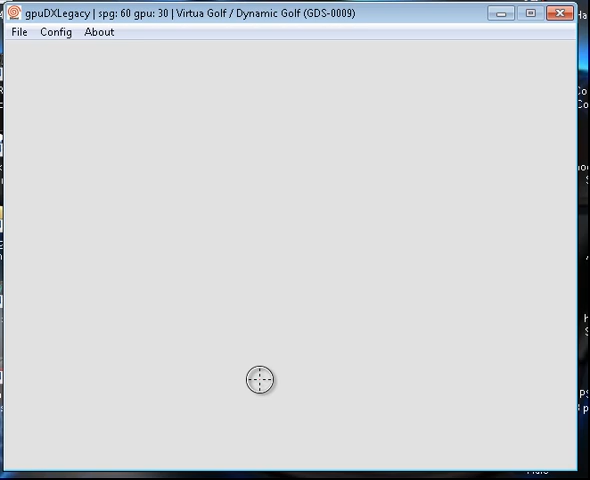 gpuDXLegacy | spg: 60 gpu: 30 | Virtua Golf / Dynamic Golf (GDS-0009)
File Config About